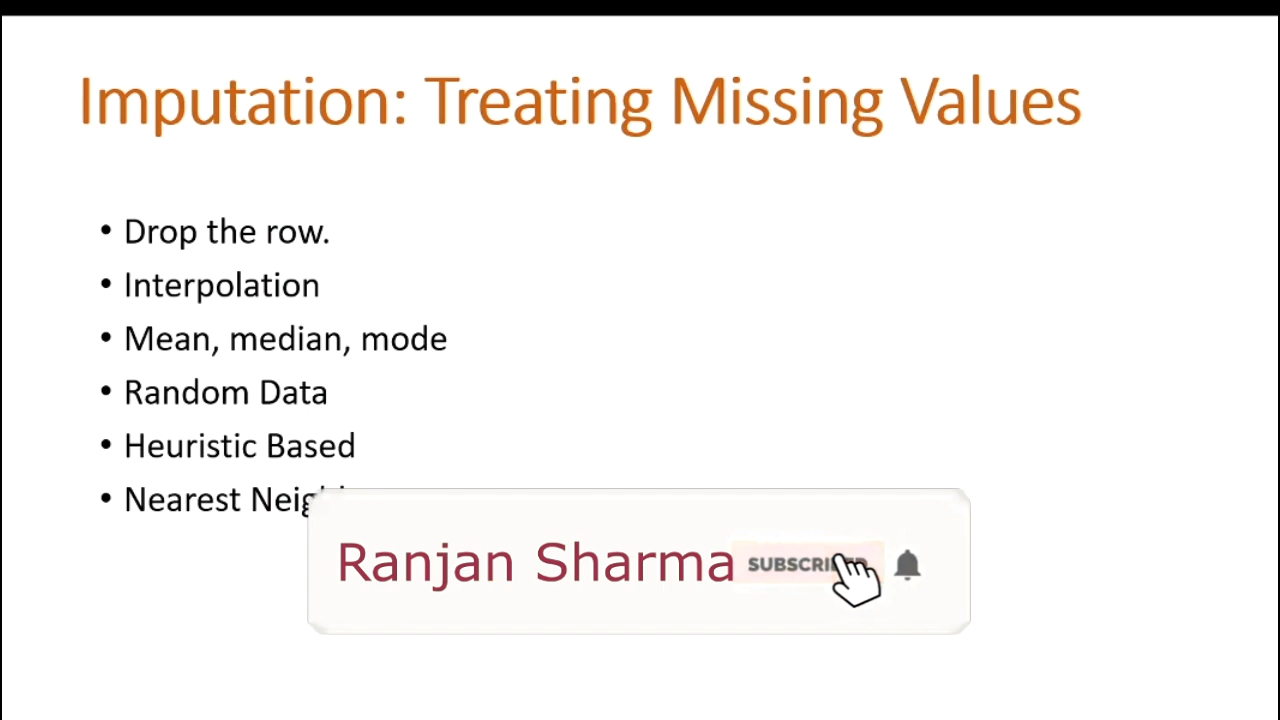 Imputation: Treating Missing Values
• Drop the row.
• Interpolation
• Mean, median, mode
• Random Data
• Heuristic Based
• Nearest
Ranjan Sharma